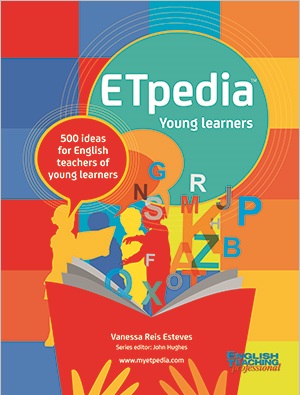 ETpedia™
Young learners
500 ideas
for English
teachers of
young learners
G
N
S
R
M
J
P
K
A
Z
B
F
Q
O
X
Vanessa Reis Esteves
Series editor: John Hughes
www.myetpedia.com
ENGLISH
TEACHING
professional